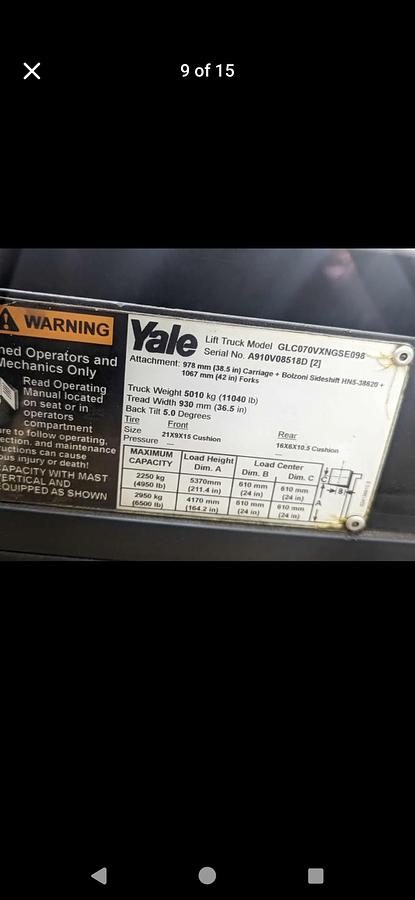 9 of 15
WARNING
ned Operators and
Mechanics Only
Read Operating
Manual located
on seat or in
operators
compartment
ure to follow operating,
ection, and maintenance
ructions can cause
ous injury or death!
CAPACITY WITH MAST
VERTICAL AND
EQUIPPED AS SHOWN
Yale
Lift Truck Model GLC070VXNGSE098
Serial No. A910V08518D [2]
Attachment: 978 mm (38.5 in) Carriage + Bolzoni Sideshift HN5-38620 +
1067 mm (42 in) Forks
Truck Weight 5010 kg (11040 lb)
Tread Width 930 mm (36.5 in)
Back Tilt 5.0 Degrees
Tire Front Rear
Size 21X9X15 Cushion 16X6X10.5 Cushion
Pressure — —
MAXIMUM CAPACITY Load Height Dim. A Load Center Dim. B Dim. C
2250 kg (4950 lb) 5370mm (211.4 in) 610 mm (24 in) 610 mm (24 in)
2950 kg (6500 lb) 4170 mm (164.2 in) 610 mm (24 in) 610 mm (24 in)
C
B
A